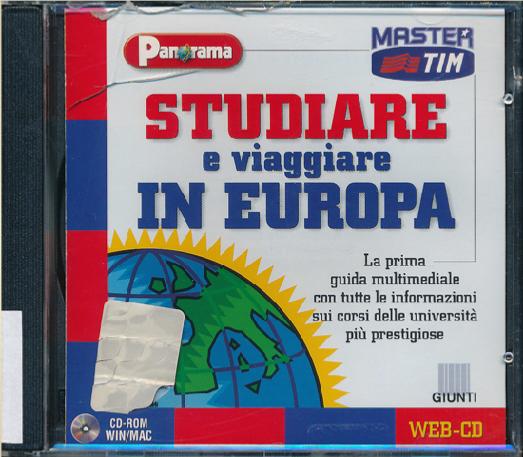 Panorama
MASTER
TIM
STUDIARE
e viaggiare
IN EUROPA
La prima
guida multimediale
con tutte le informazioni
sui corsi delle università
più prestigiose
GIUNTI
CD-ROM
WIN/MAC
WEB-CD